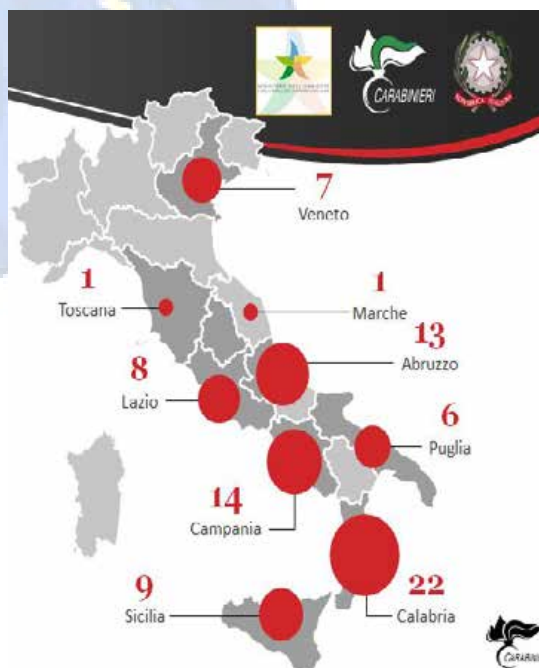 CARABINIERI
7
Veneto
1
Toscana
1
Marche
13
Abruzzo
8
Lazio
6
Puglia
14
Campania
9
Sicilia
22
Calabria
CARABINIERI